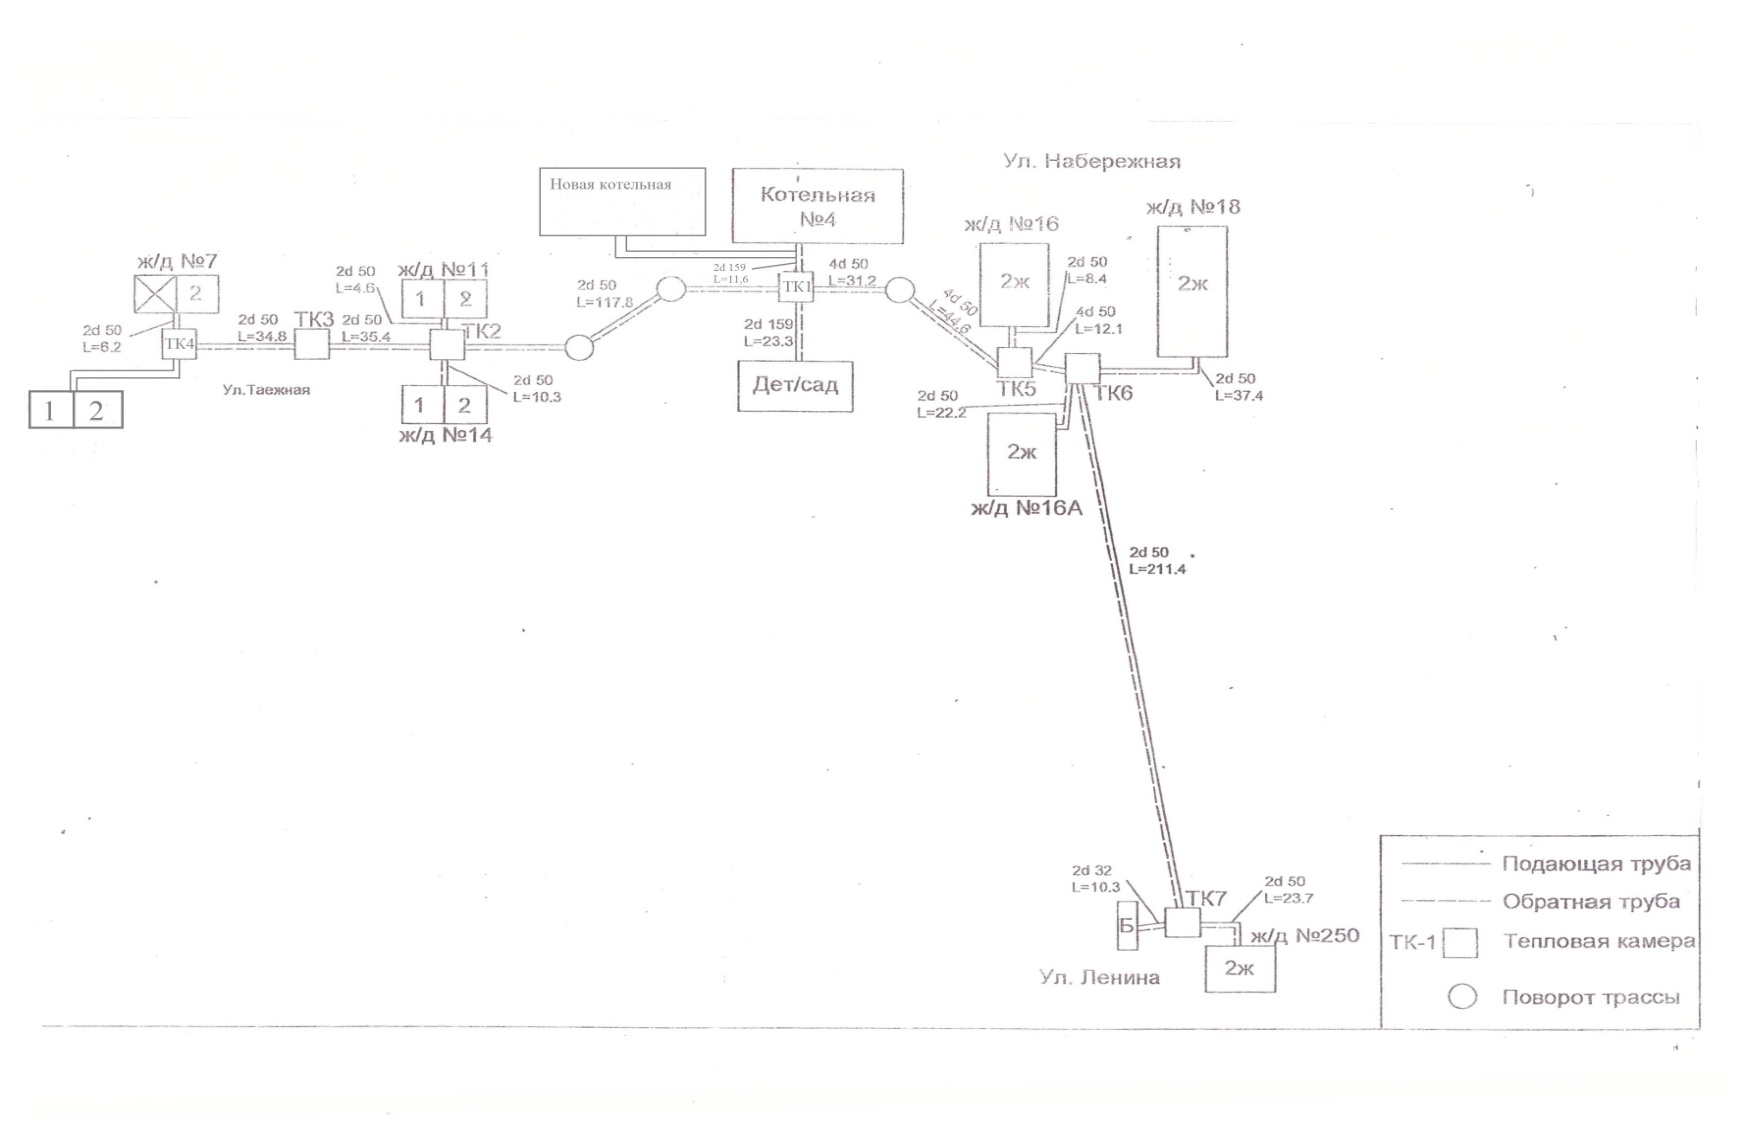 Ул. Набережная
Новая котельная
Котельная
№4
ж/д №16
ж/д №18
ж/д №7
2
2d 50
L=4.6
ж/д №11
1 2
2d 50
L=117.8
2d 159
L=11,6
ТК1
4d 50
L=31.2
4d 50
L=44.6
2ж
2d 50
L=8.4
2ж
4d 50
L=12.1
2d 50
L=6.2
ТК4
2d 50
L=34.8
ТК3
2d 50
L=35.4
ТК2
2d 159
L=23.3
Дет/сад
ТК5
ТК6
2d 50
L=37.4
1 2
Ул.Таежная
2d 50
L=10.3
1 2
ж/д №14
2d 50
L=22.2
2ж
ж/д №16А
2d 50
L=211.4
2d 32
L=10.3
ТК7
2d 50
L=23.7
Б
ж/д №250
2ж
Ул. Ленина
Подающая труба
Обратная труба
ТК-1
Тепловая камера
Поворот трассы